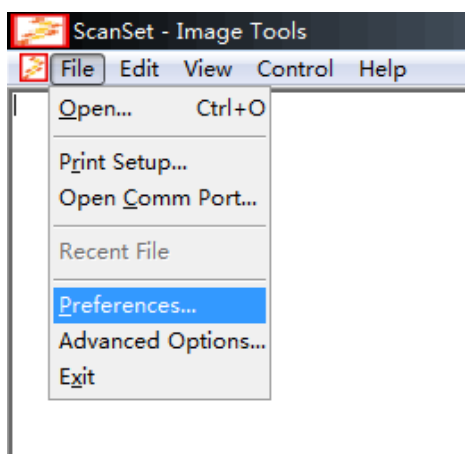 ScanSet - Image Tools
File Edit View Control Help
Open... Ctrl+O
Print Setup...
Open Comm Port...
Recent File
Preferences...
Advanced Options...
Exit